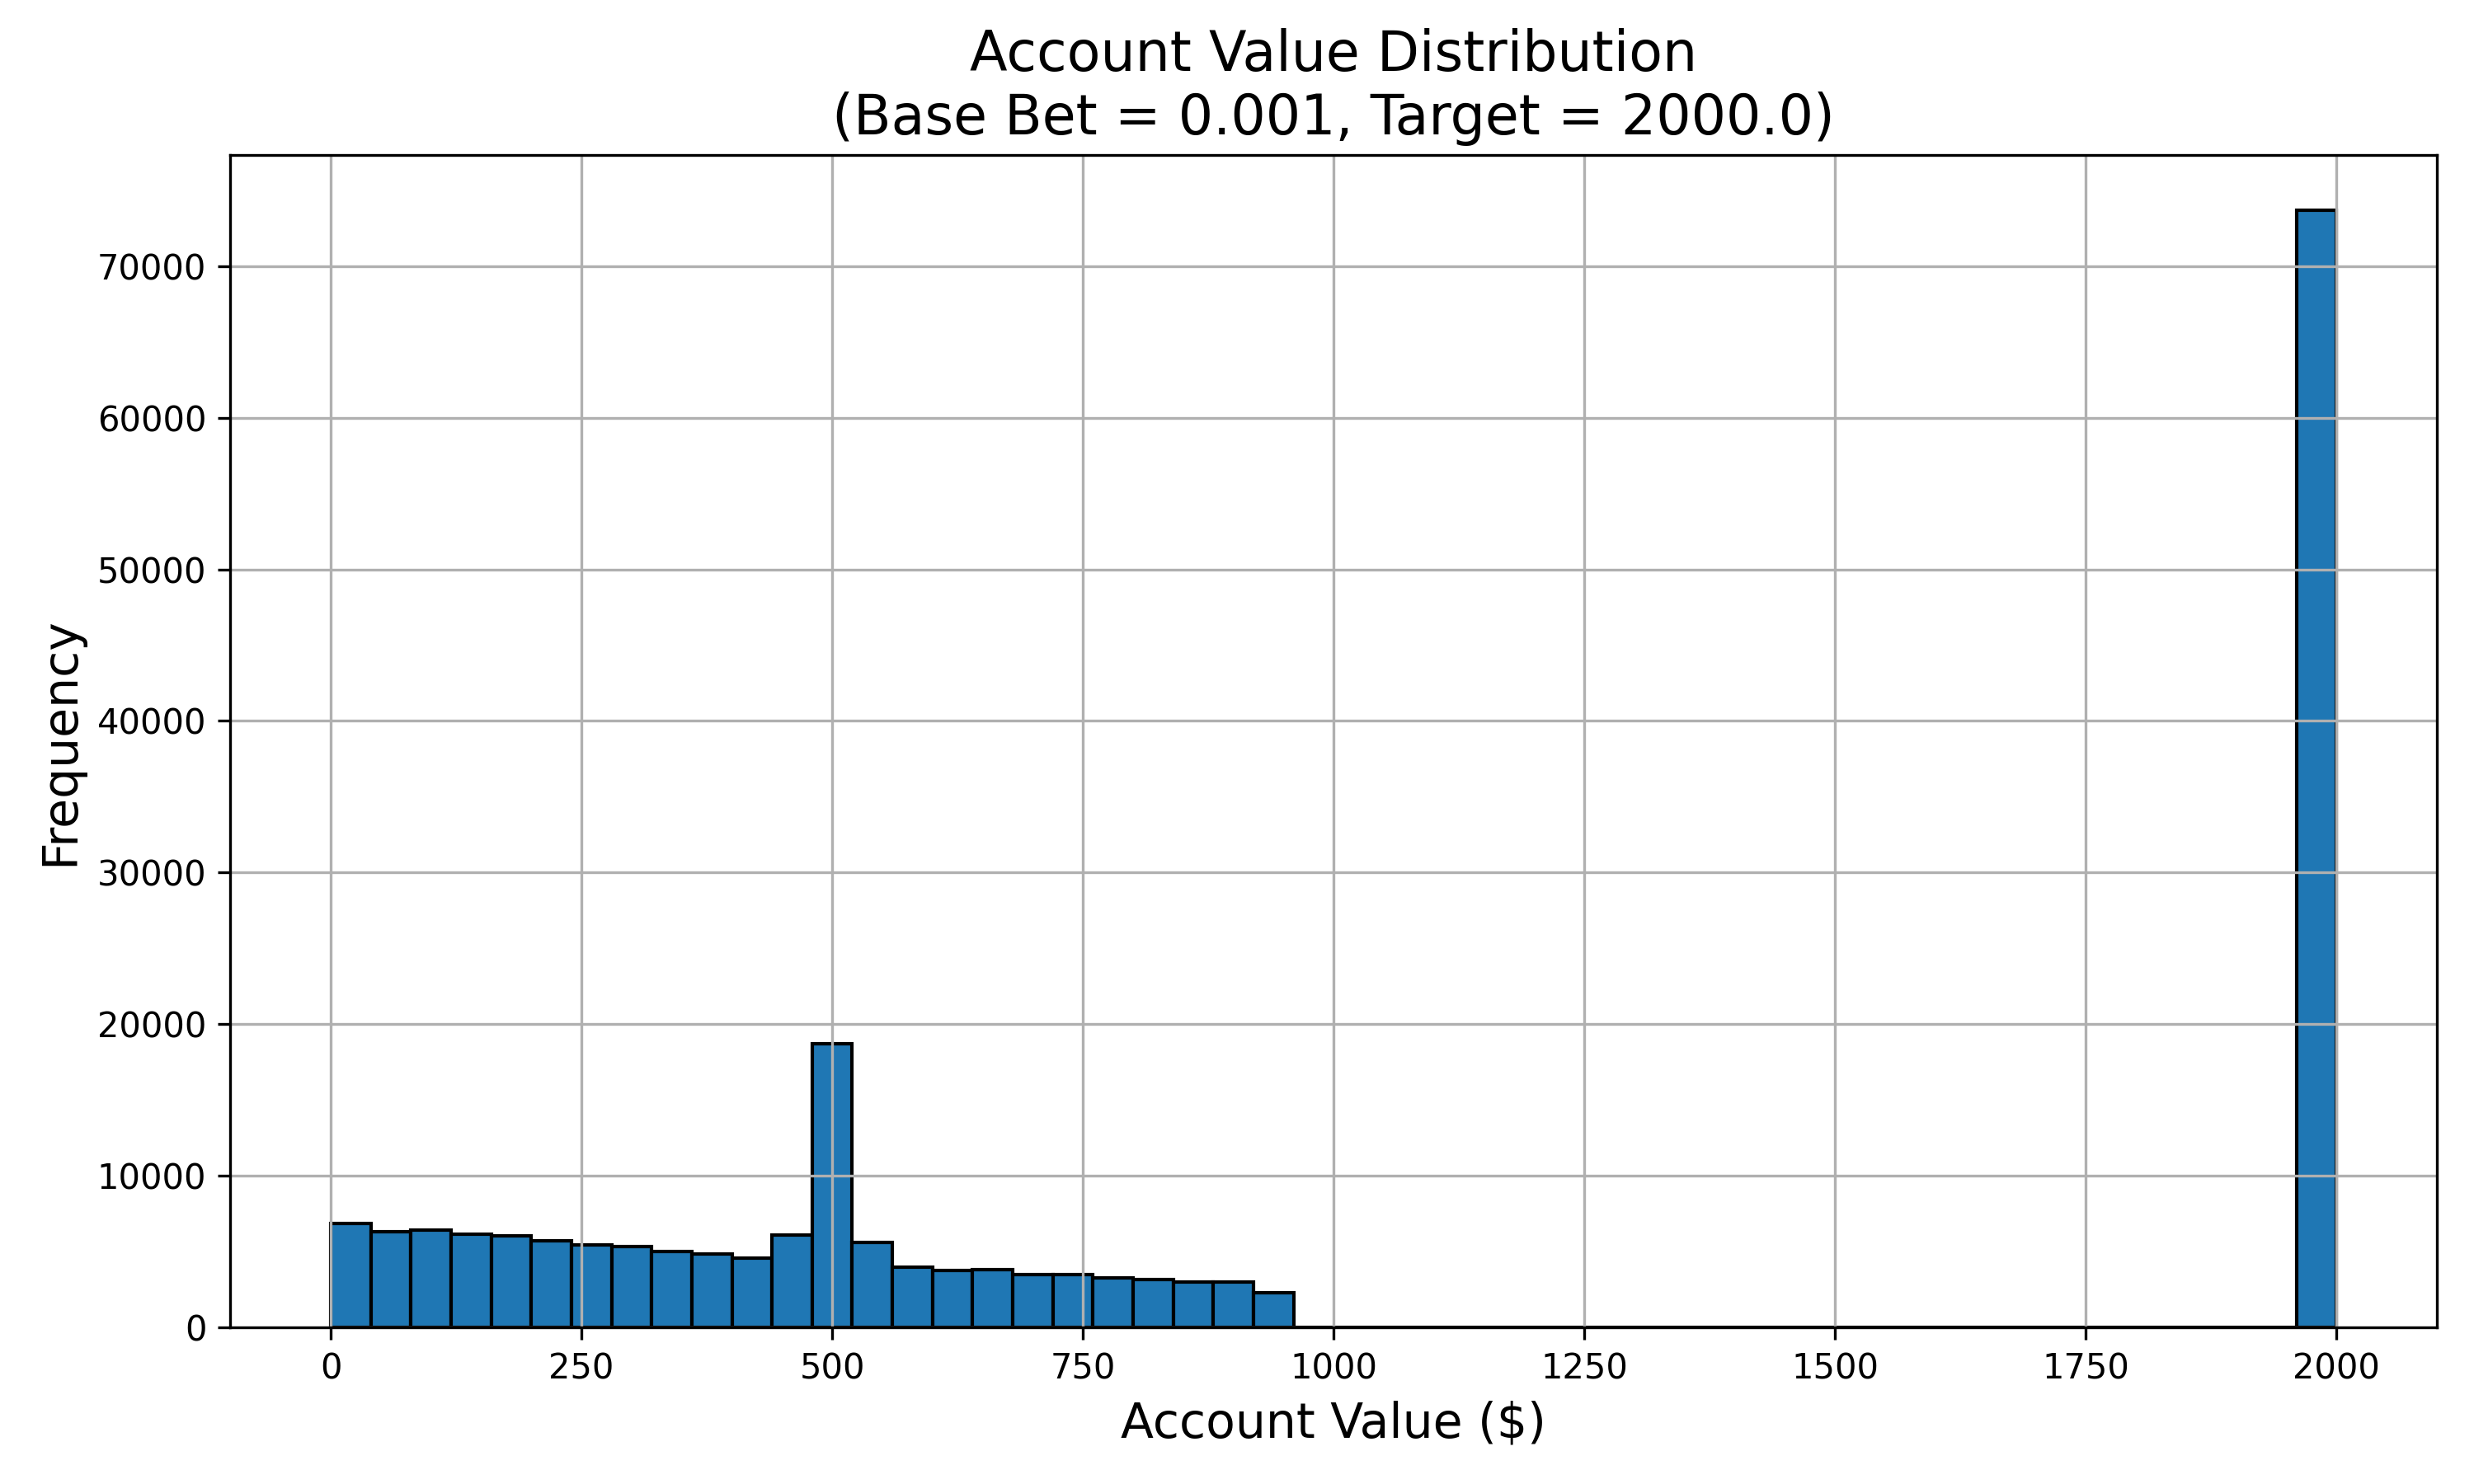 Account Value Distribution
(Base Bet = 0.001, Target = 2000.0)
Frequency
70000
60000
50000
40000
30000
20000
10000
0
0 250 500 750 1000 1250 1500 1750 2000
Account Value ($)